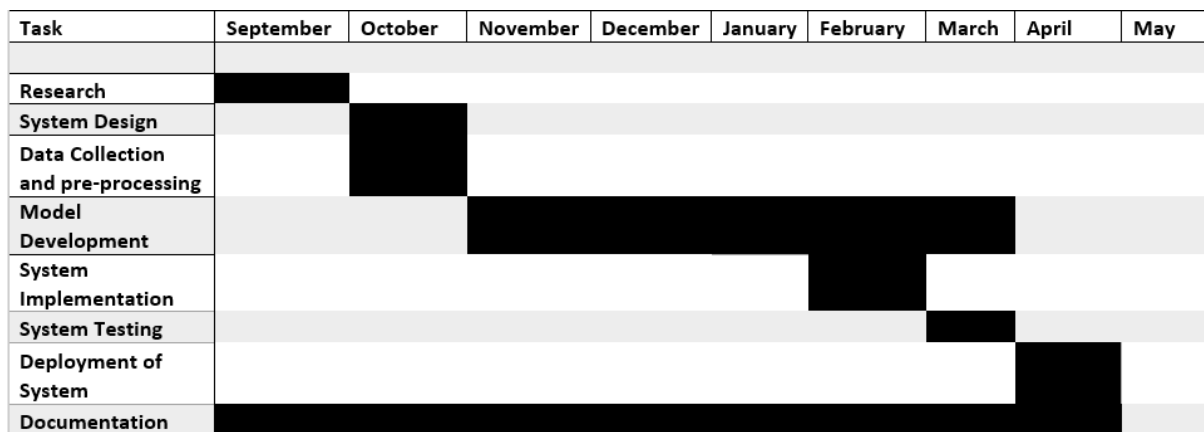 Task September October November December January February March April May
Research
System Design
Data Collection
and pre-processing
Model
Development
System
Implementation
System Testing
Deployment of
System
Documentation